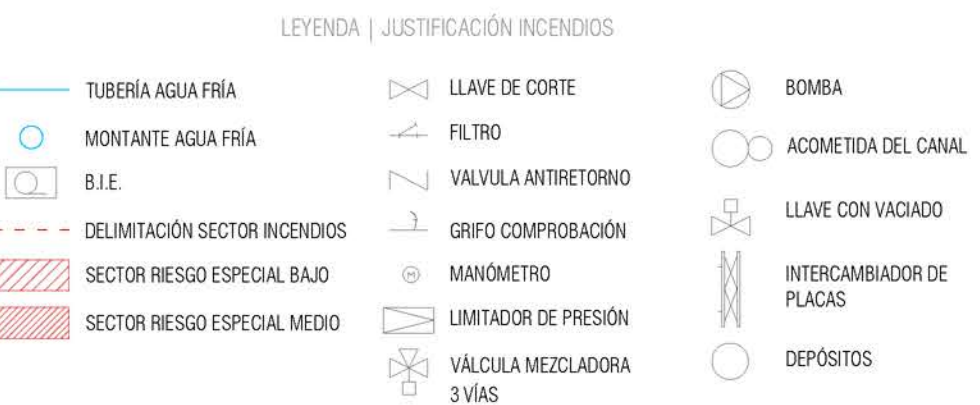 LEYENDA | JUSTIFICACIÓN INCENDIOS
TUBERÍA AGUA FRÍA
MONTANTE AGUA FRÍA
B.I.E.
DELIMITACIÓN SECTOR INCENDIOS
SECTOR RIESGO ESPECIAL BAJO
SECTOR RIESGO ESPECIAL MEDIO
LLAVE DE CORTE
FILTRO
VALVULA ANTIRETORNO
GRIFO COMPROBACIÓN
M
MANÓMETRO
LIMITADOR DE PRESIÓN
VÁLCULA MEZCLADORA
3 VÍAS
BOMBA
ACOMETIDA DEL CANAL
LLAVE CON VACIADO
INTERCAMBIADOR DE
PLACAS
DEPÓSITOS